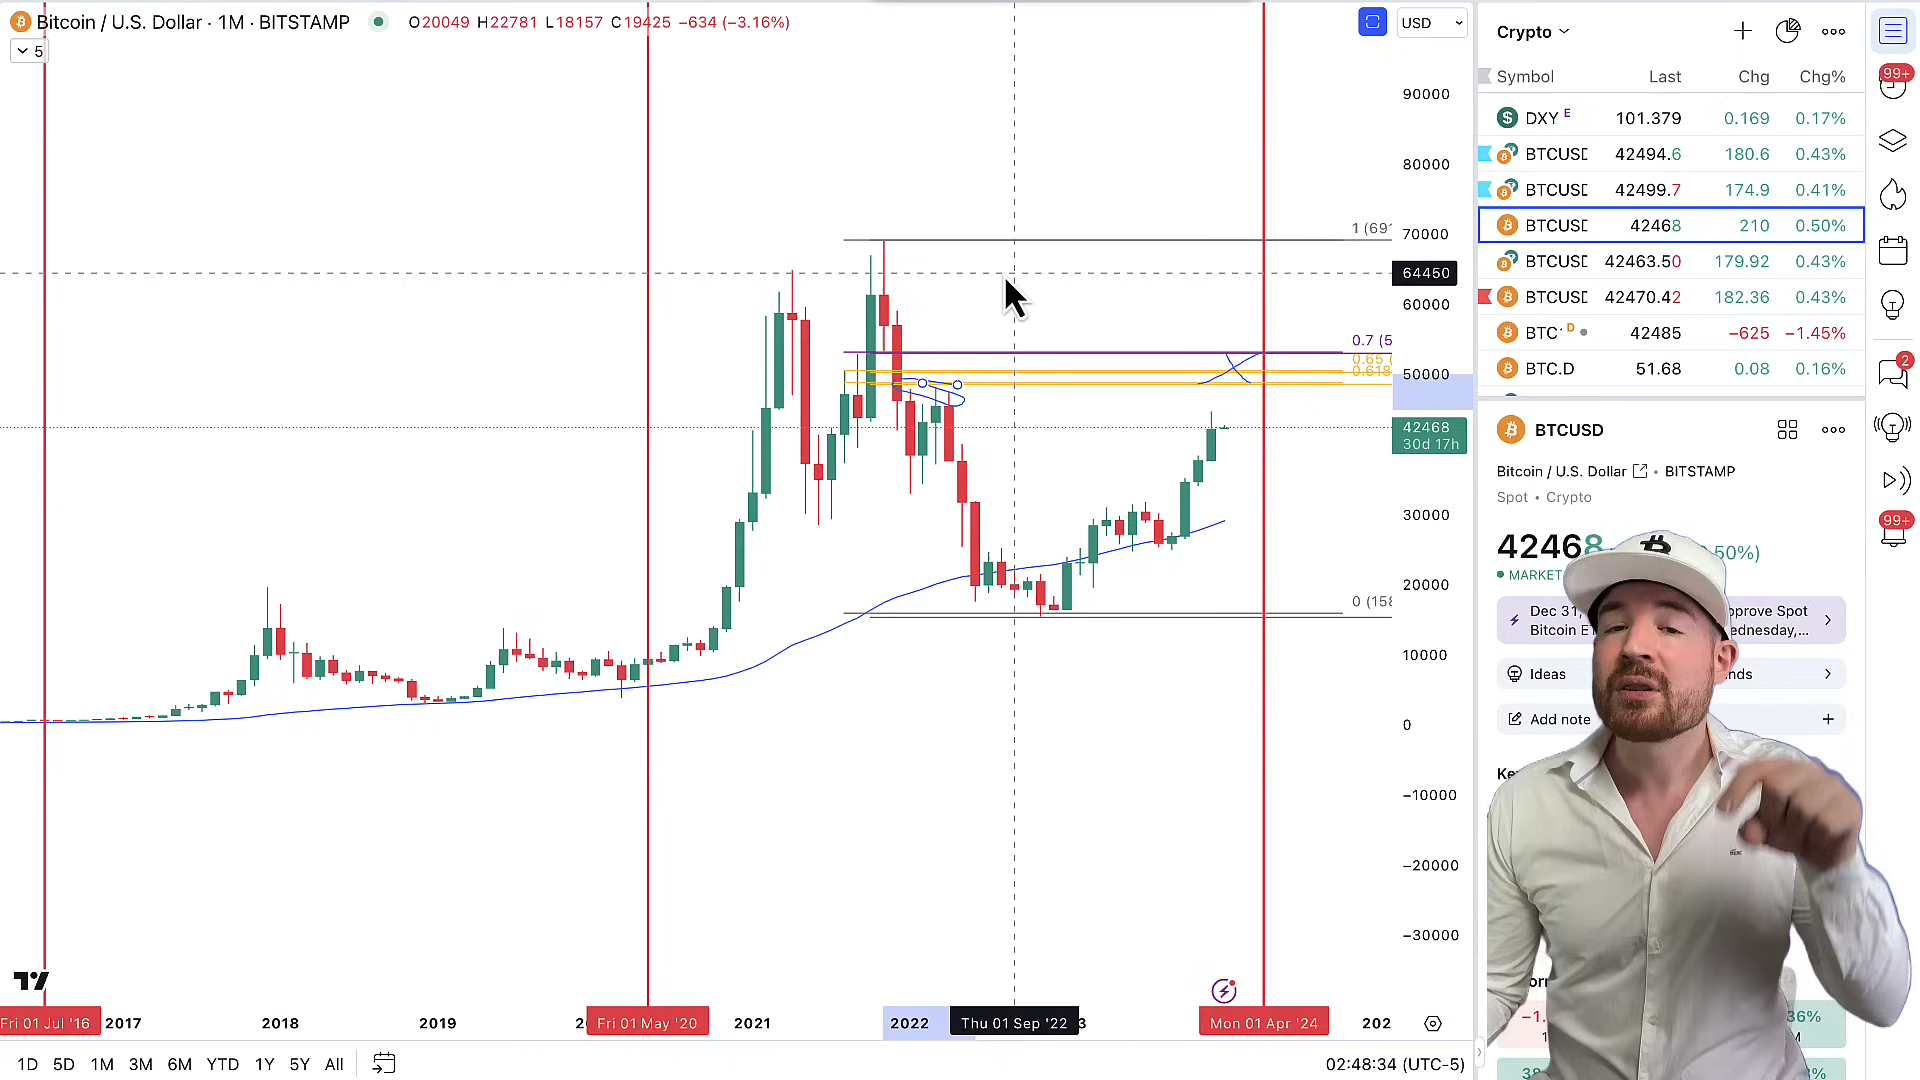 Bitcoin / U.S. Dollar · 1M · BITSTAMP O20049 H22781 L18157 C19425 −634 (−3.16%)
5
USD
90000
80000
70000
64450
60000
50000
42468
30d 17h
30000
20000
10000
0
−10000
−20000
−30000
1 (69
0.7 (5
0.65 (
0.618
0 (158
Fri 01 Jul '16 2017 2018 2019 Fri 01 May '20 2021 2022 Thu 01 Sep '22 3 Mon 01 Apr '24 202
1D 5D 1M 3M 6M YTD 1Y 5Y All
02:48:34 (UTC-5)
Crypto
Symbol Last Chg Chg%
DXY E 101.379 0.169 0.17%
BTCUSD 42494.6 180.6 0.43%
BTCUSD 42499.7 174.9 0.41%
BTCUSD 42468 210 0.50%
BTCUSD 42463.50 179.92 0.43%
BTCUSD 42470.42 182.36 0.43%
BTC D 42485 −625 −1.45%
BTC.D 51.68 0.08 0.16%
BTCUSD
Bitcoin / U.S. Dollar • BITSTAMP
Spot • Crypto
42468 .50%)
MARKET
Dec 31, prove Spot
Bitcoin E ednesday,...
Ideas nds
Add note
Ke
99+
2
99+
36%
M